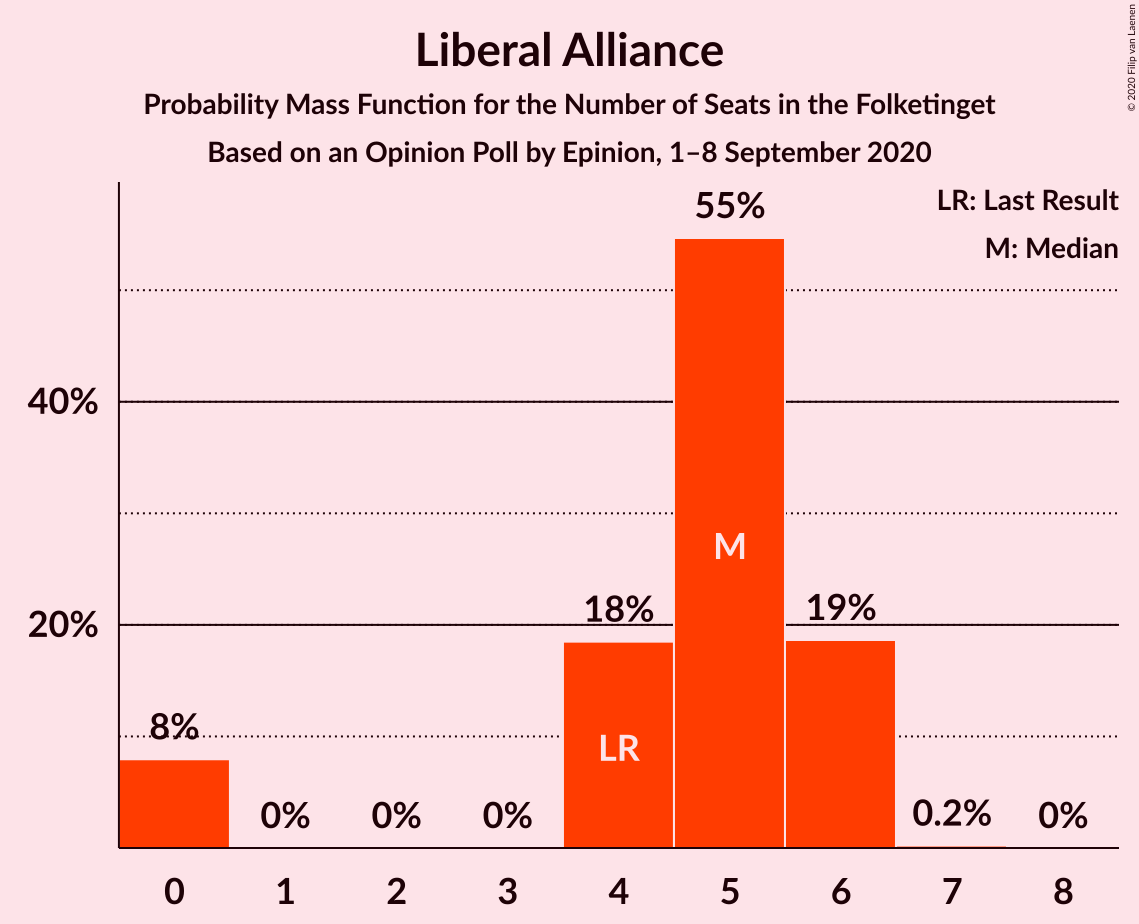 © 2020 Filip van Laenen
Liberal Alliance
Probability Mass Function for the Number of Seats in the Folketinget
Based on an Opinion Poll by Epinion, 1–8 September 2020
LR: Last Result
M: Median
55%
40%
M
20%
18%
19%
8%
LR
0%
0%
0%
0.2%
0%
0 1 2 3 4 5 6 7 8